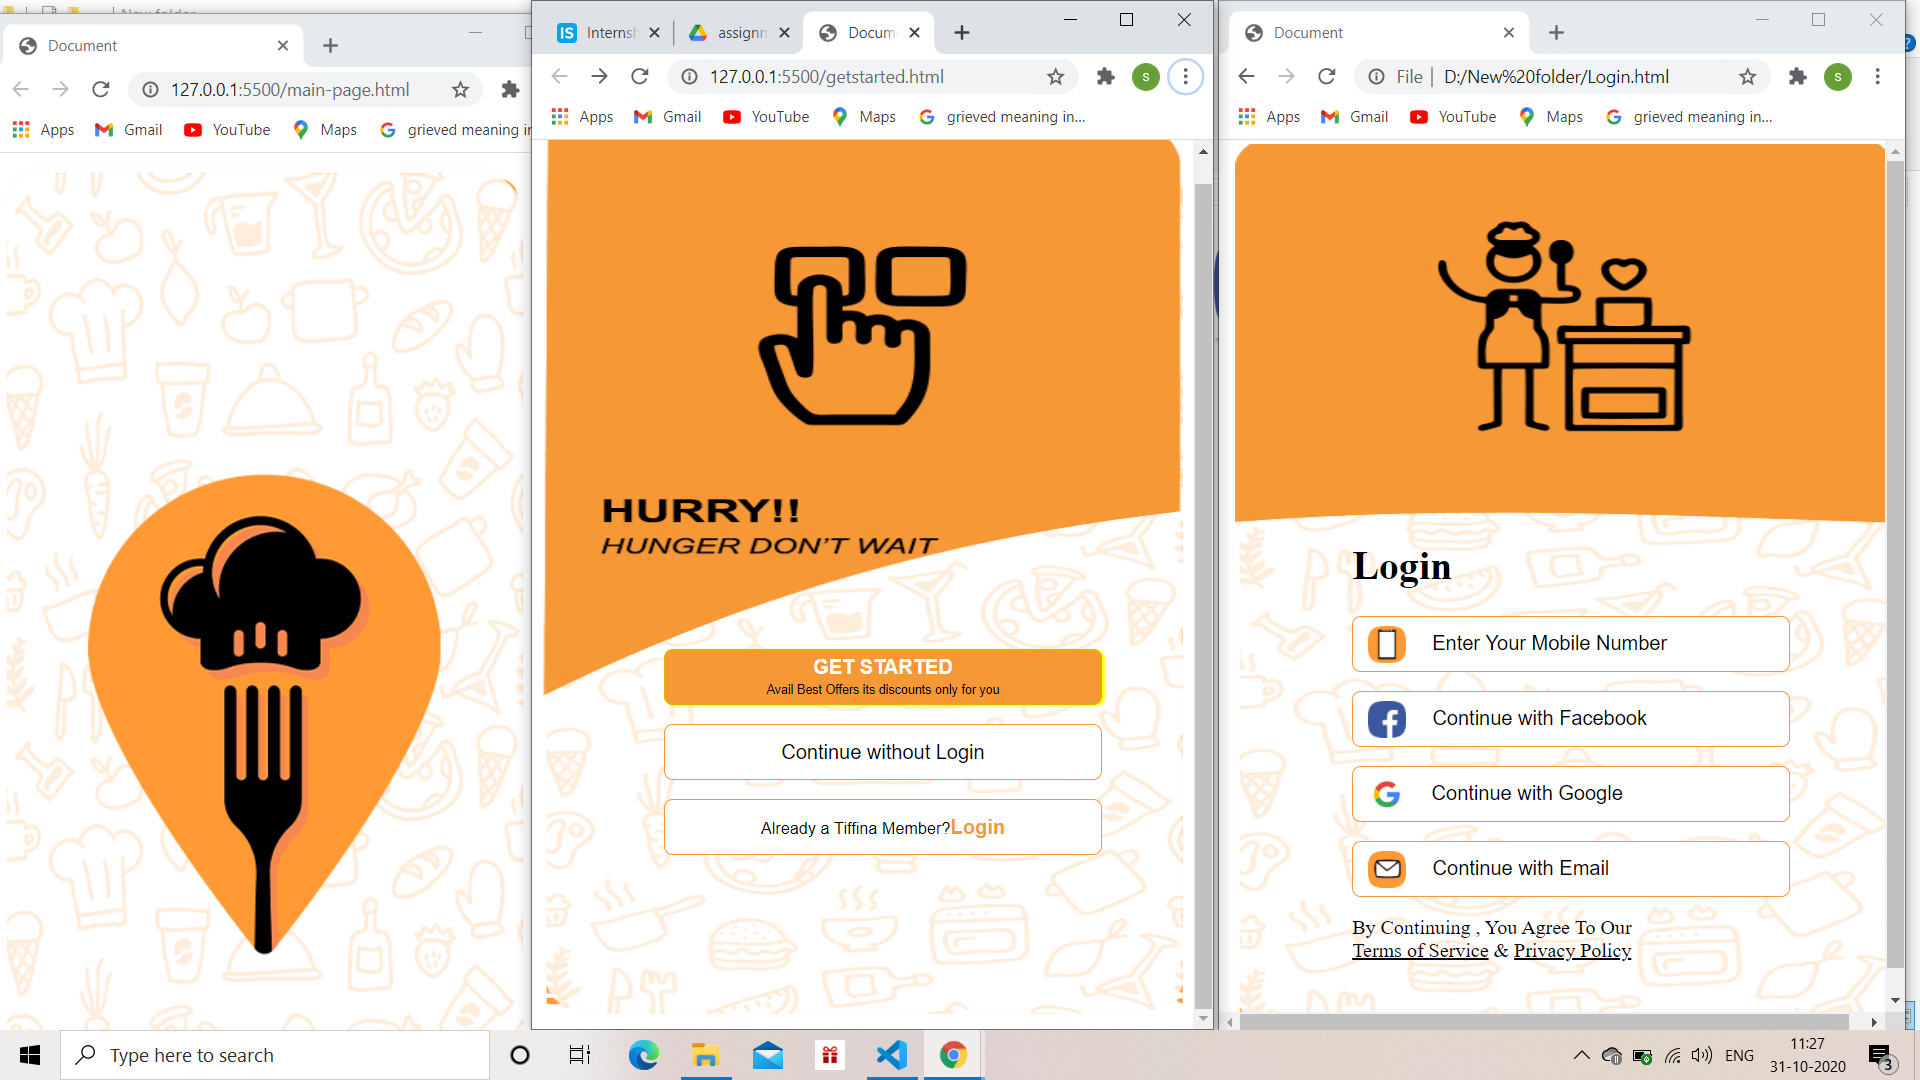 New folder
Document
127.0.0.1:5500/main-page.html
Apps
Gmail
YouTube
Maps
grieved meaning in
IS
Internsh
assignm
Docum
127.0.0.1:5500/getstarted.html
S
Apps
Gmail
YouTube
Maps
grieved meaning in...
HURRY!!
HUNGER DON'T WAIT
GET STARTED
Avail Best Offers its discounts only for you
Continue without Login
Already a Tiffina Member?Login
Document
File | D:/New%20folder/Login.html
S
Apps
Gmail
YouTube
Maps
grieved meaning in...
Login
Enter Your Mobile Number
Continue with Facebook
Continue with Google
Continue with Email
By Continuing , You Agree To Our
Terms of Service & Privacy Policy
Type here to search
ENG
11:27
31-10-2020
3